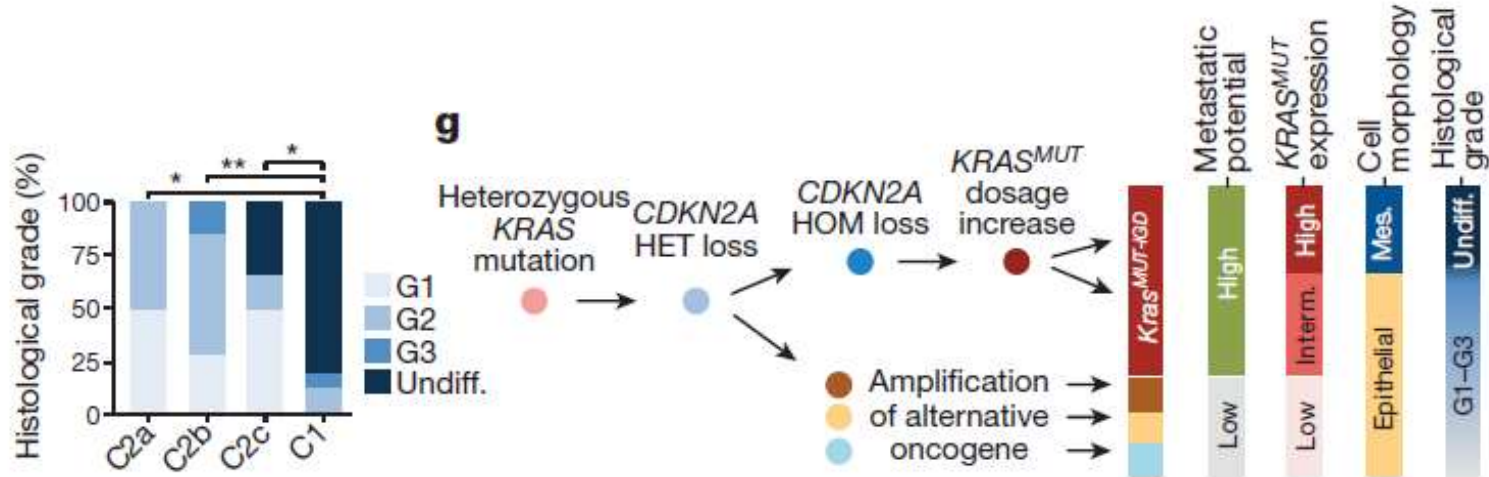 Histological grade (%)
100
75
50
25
0
*
**
*
C2a
C2b
C2c
C1
G1
G2
G3
Undiff.
g
Heterozygous
KRAS
mutation
CDKN2A
HET loss
CDKN2A
HOM loss
KRASMUT
dosage
increase
Amplification
of alternative
oncogene
KrasMUT-iGD
Metastatic
potential
High
Low
KRASMUT
expression
High
Interm.
Low
Cell
morphology
Mes.
Epithelial
Histological
grade
Undiff.
G1–G3